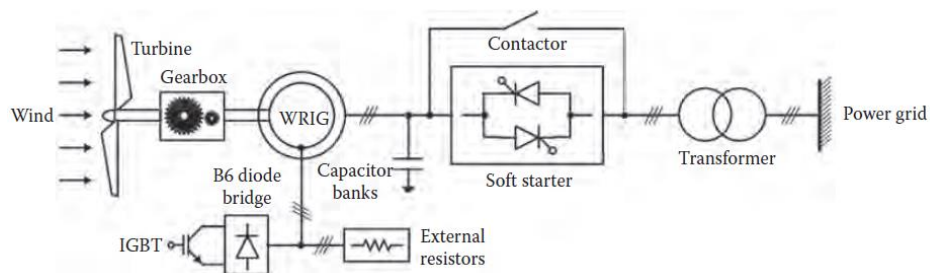 Contactor
Turbine
Gearbox
Wind
WRIG
Power grid
Transformer
Capacitor
banks
Soft starter
B6 diode
bridge
IGBT
External
resistors